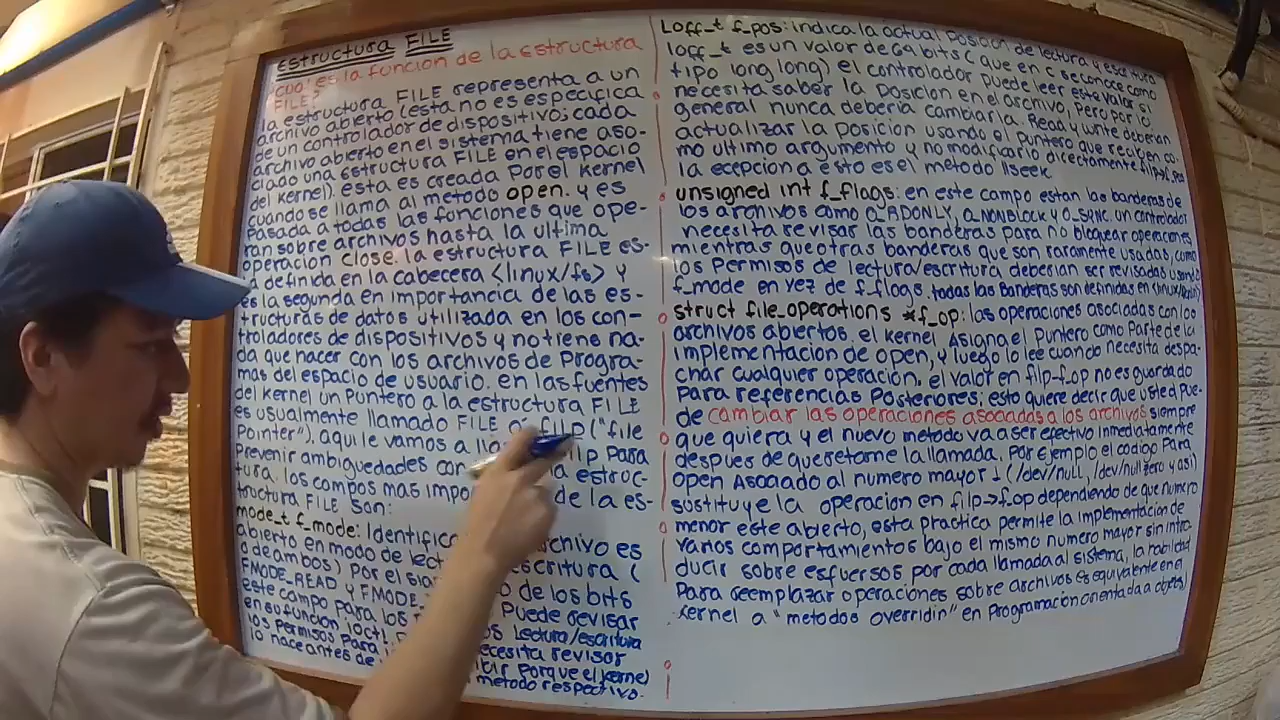 Estructura FILE
¿cual es la funcion de la estructura
FILE?
la estructura FILE representa a un
archivo abierto (esta no es especifica
de un controlador de dispositivo; cada
archivo abierto en el sistema tiene aso-
ciado una estructura FILE en el espacio
del kernel). esta es creada por el kernel
cuando se llama al metodo open. y es
pasada a todas las funciones que ope-
ran sobre archivos hasta la ultima
operacion close. la estructura FILE es-
definida en la cabecera <linux/fs> y
es la segunda en importancia de las es-
tructuras de datos utilizada en los con-
troladores de dispositivos y no tiene na-
da que hacer con los archivos de progra-
mas del espacio de usuario. en las fuentes
del kernel un puntero a la estructura FILE
es usualmente llamado FILE o filp ("file
pointer"). aqui le vamos a para
prevenir ambiguedades con la estruc-
tura. los campos mas de la es-
tructura FILE son:
mode_t f_mode: Identifica archivo es
abierto en modo de escritura (
o de ambos) por el de los bits
FMODE_READ y puede revisar
este campo para los lectura/escritura
en su funcion ioctl. necesita revisar
los permisos para porque el kernel
lo hace antes de metodo respectivo.
Loff_t f_pos: indica la actual posicion de lectura y escritura
loff_t es un valor de 64 bits (que en c se conoce como
tipo long long) el controlador puede leer este valor si
necesita saber la posicion en el archivo, pero por lo
general nunca deberia cambiarla. Read y write deberian
actualizar la posicion usando el puntero que reciben co-
mo ultimo argumento y no modificarlo directamente filp->f_pos
la ecepcion a esto es el metodo llseek.
unsigned int f_flags: en este campo estan las banderas de
los archivos como O_RDONLY, O_NONBLOCK y O_SYNC. un controlador
necesita revisar las banderas para no bloquear operaciones
mientras que otras banderas que son raramente usadas, como
los permisos de lectura/escritura deberian ser revisadas usando
f_mode en vez de f_flags. todas las banderas son definidas en
struct file_operations *f_op: las operaciones asociadas con los
archivos abiertos. el kernel asigna el puntero como parte de la
implementacion de open, y luego lo lee cuando necesita despa-
char cualquier operación. el valor en filp-f_op no es guardado
para referencias posteriores; esto quiere decir que usted pue-
de cambiar las operaciones asociadas a los archivos siempre
que quiera y el nuevo metodo va a ser efectivo inmediatamente
despues de que retorne la llamada. por ejemplo el codigo para
open asociado al numero mayor 1 (/dev/null, /dev/null zero y asi)
sustituye la operacion en filp->f_op dependiendo de que numero
menor este abierto, esta practica permite la implementacion de
varios comportamientos bajo el mismo numero mayor sin intro
ducir sobre esfuersos por cada llamada al sistema, la habilidad
para reemplazar operaciones sobre archivos es equivalente en a
kernel a "metodos overridin" en programacion orientada a